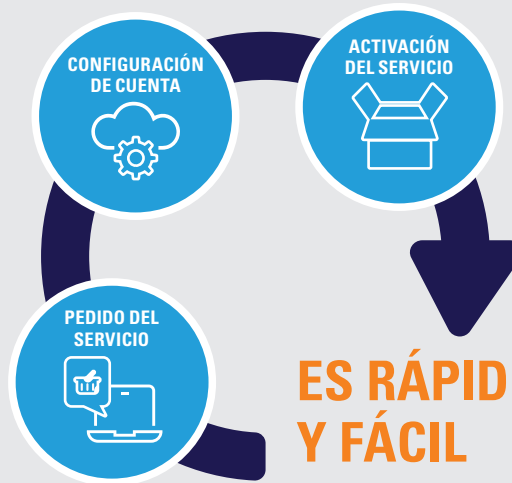 CONFIGURACIÓN
DE CUENTA
ACTIVACIÓN
DEL SERVICIO
PEDIDO DEL
SERVICIO
ES RÁPID
Y FÁCIL